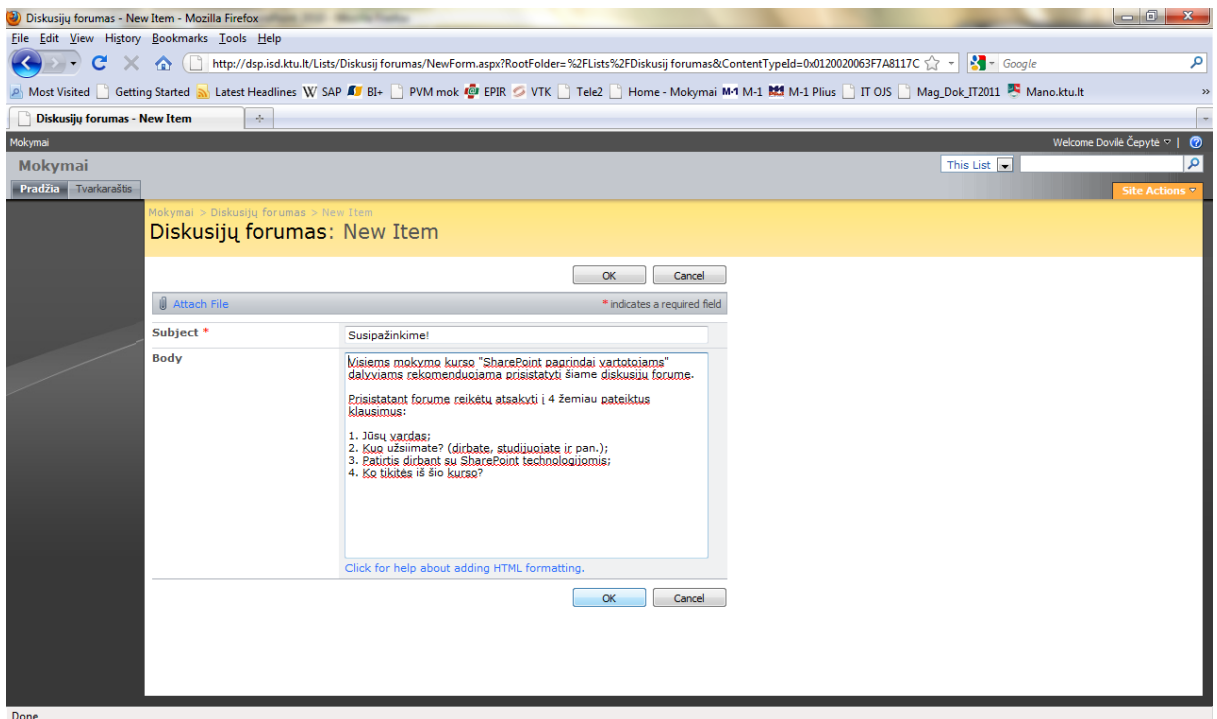 Diskusijų forumas - New Item - Mozilla Firefox
File Edit View History Bookmarks Tools Help
http://dsp.isd.ktu.lt/Lists/Diskusij forumas/NewForm.aspx?RootFolder=%2FLists%2FDiskusij forumas&ContentTypeId=0x0120020063F7A8117C Google
Most Visited Getting Started Latest Headlines SAP BI+ PVM mok EPIR VTK Tele2 Home - Mokymai M-1 M-1 M-1 Plius IT OJS Mag_Dok_IT2011 Mano.ktu.lt »
Diskusijų forumas - New Item
Mokymai Welcome Dovilė Čepytė |
Mokymai This List
Pradžia Tvarkaraštis Site Actions
Mokymai > Diskusijų forumas > New Item
Diskusijų forumas: New Item
OK Cancel
Attach File * indicates a required field
Subject * Susipažinkime!
Body Visiems mokymo kurso "SharePoint pagrindai vartotojams"
dalyviams rekomenduojama prisistatyti šiame diskusijų forume.
Prisistatant forume reikėtų atsakyti į 4 žemiau pateiktus
klausimus:
1. Jūsų vardas;
2. Kuo užsiimate? (dirbate, studijuojate ir pan.);
3. Patirtis dirbant su SharePoint technologijomis;
4. Ko tikitės iš šio kurso?
Click for help about adding HTML formatting.
OK Cancel
Done